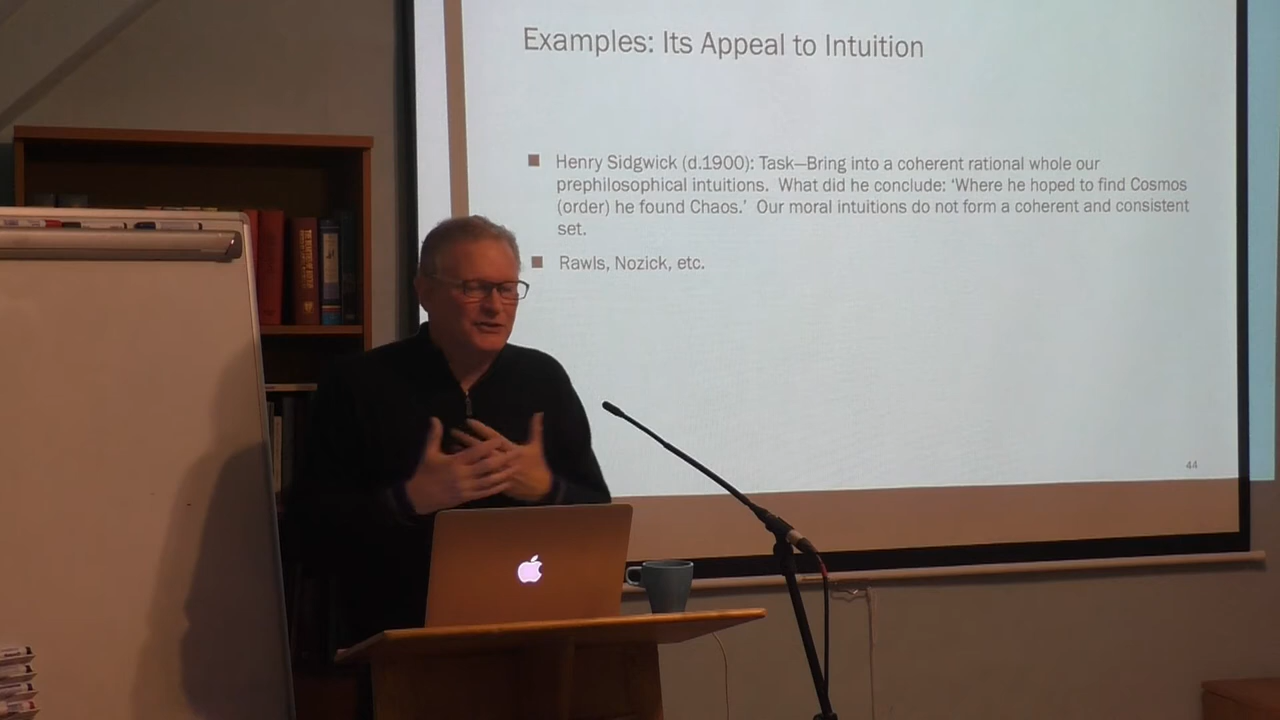 Examples: Its Appeal to Intuition
Henry Sidgwick (d.1900): Task—Bring into a coherent rational whole our
prephilosophical intuitions. What did he conclude: ‘Where he hoped to find Cosmos
(order) he found Chaos.’ Our moral intuitions do not form a coherent and consistent
set.
Rawls, Nozick, etc.
44